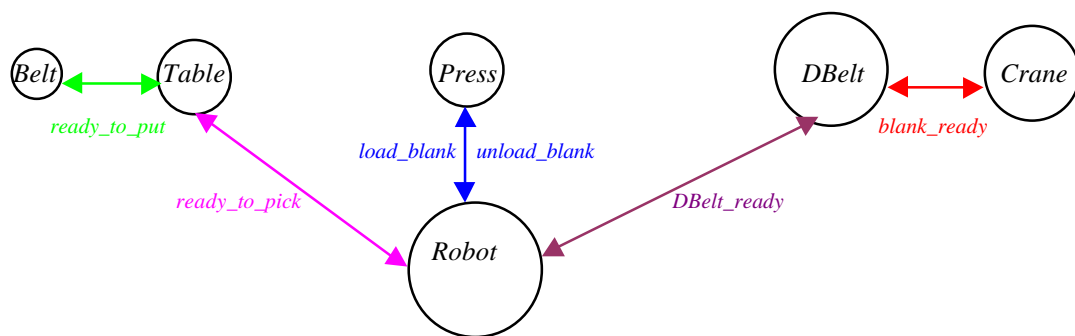 Belt
Table
Press
DBelt
Crane
ready_to_put
blank_ready
load_blank unload_blank
ready_to_pick
DBelt_ready
Robot